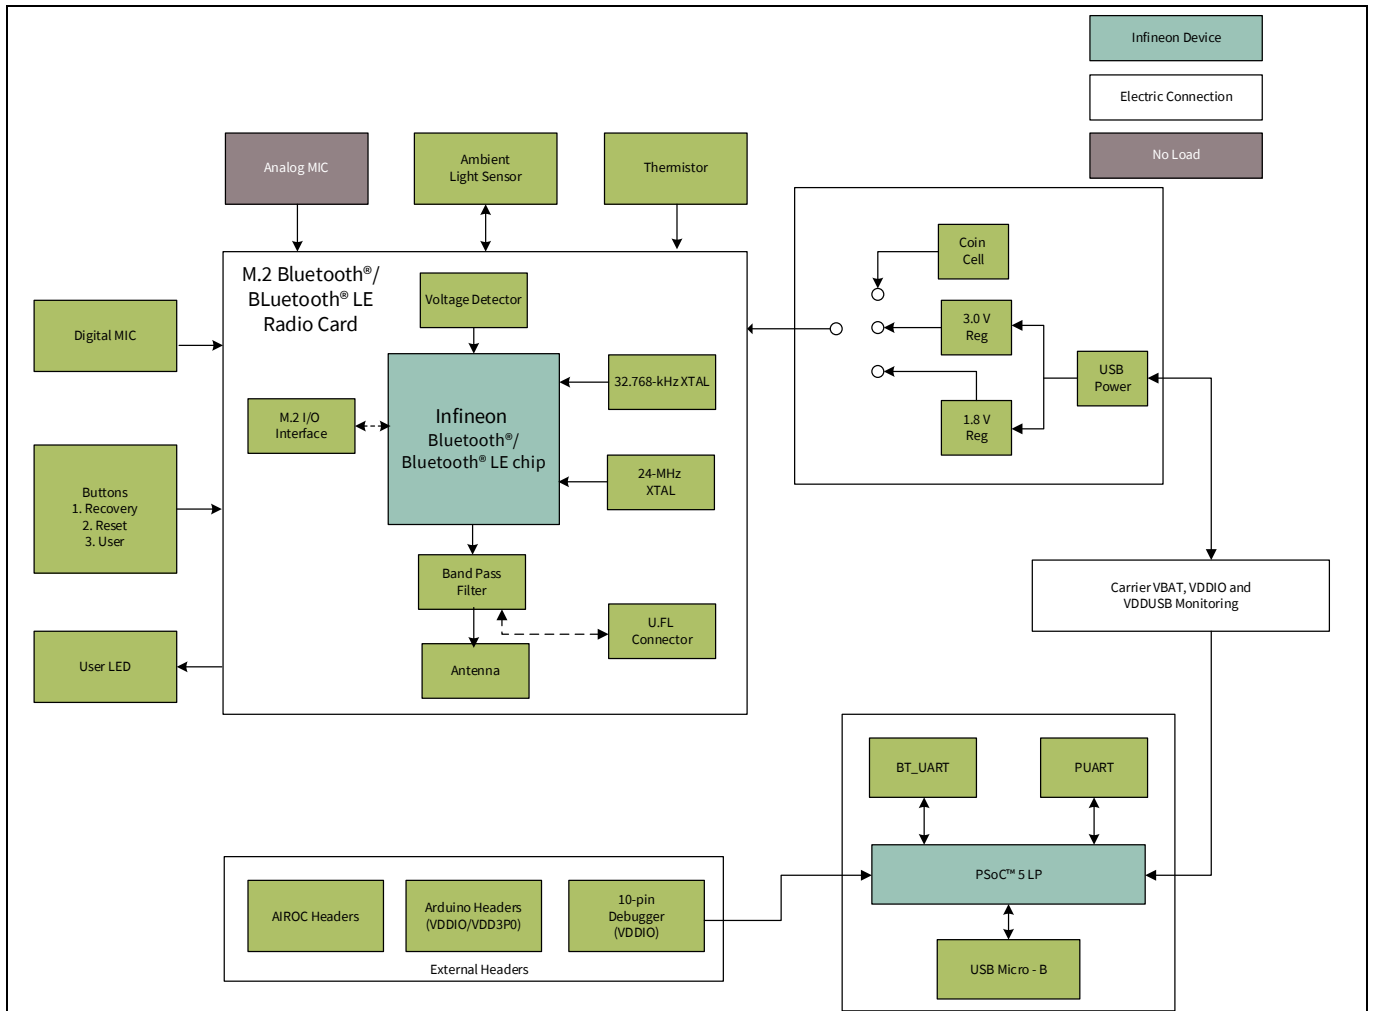 Infineon Device
Electric Connection
No Load
Analog MIC
Ambient
Light Sensor
Thermistor
M.2 Bluetooth®/
BLuetooth® LE
Radio Card
Voltage Detector
Coin
Cell
Digital MIC
3.0 V
Reg
USB
Power
32.768-kHz XTAL
M.2 I/O
Interface
Infineon
Bluetooth®/
Bluetooth® LE chip
1.8 V
Reg
24-MHz
XTAL
Buttons
1. Recovery
2. Reset
3. User
Band Pass
Filter
Carrier VBAT, VDDIO and
VDDUSB Monitoring
U.FL
Connector
User LED
Antenna
BT_UART
PUART
PSoC™ 5 LP
AIROC Headers
Arduino Headers
(VDDIO/VDD3P0)
10-pin
Debugger
(VDDIO)
External Headers
USB Micro - B